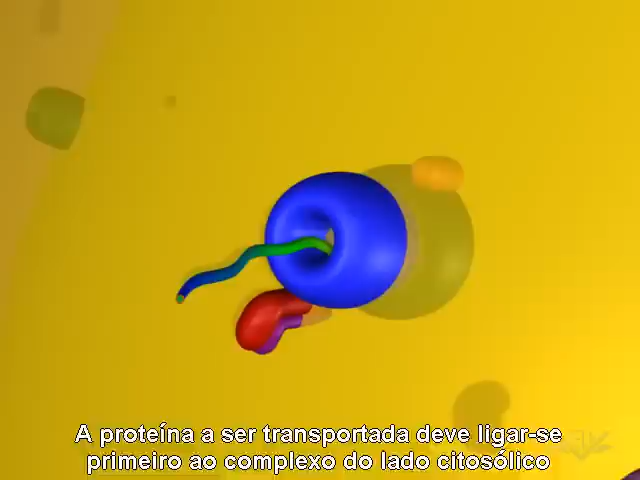 A proteína a ser transportada deve ligar-se
primeiro ao complexo do lado citosólico